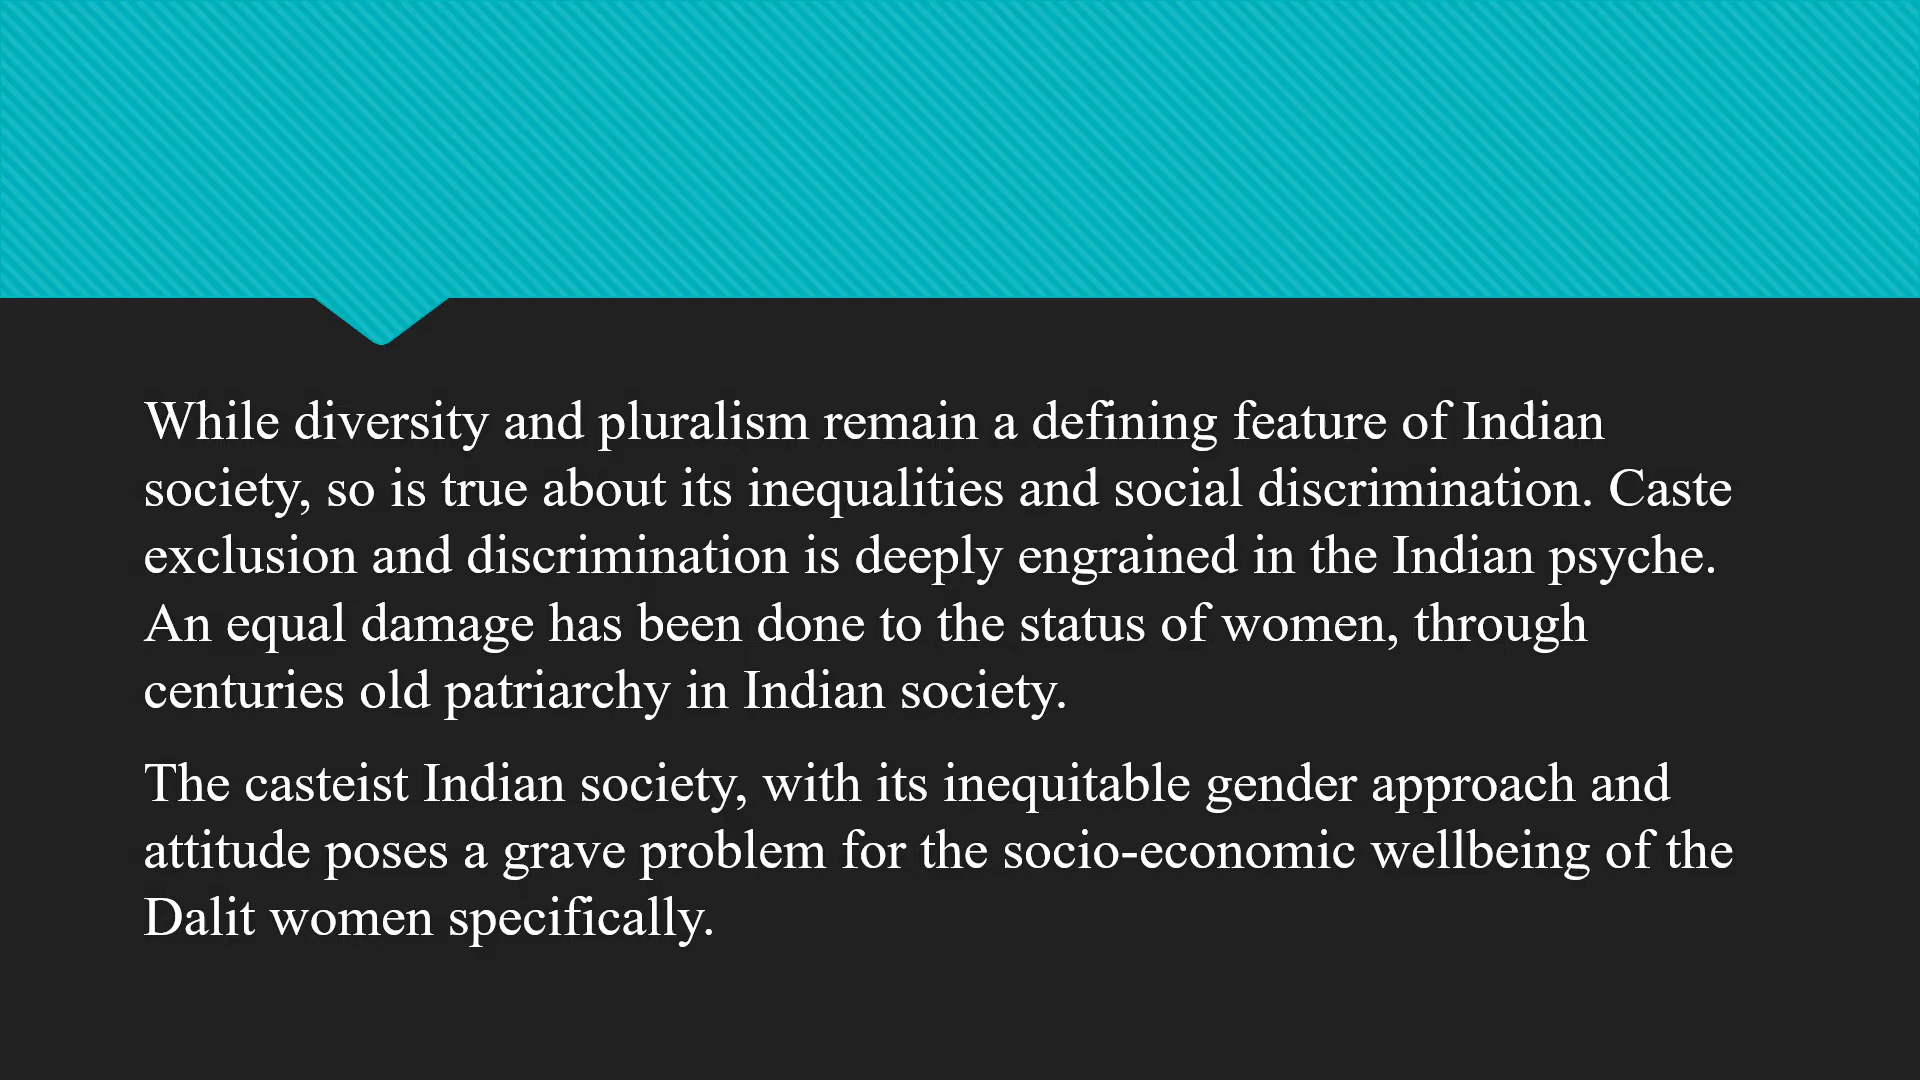 While diversity and pluralism remain a defining feature of Indian
society, so is true about its inequalities and social discrimination. Caste
exclusion and discrimination is deeply engrained in the Indian psyche.
An equal damage has been done to the status of women, through
centuries old patriarchy in Indian society.
The casteist Indian society, with its inequitable gender approach and
attitude poses a grave problem for the socio-economic wellbeing of the
Dalit women specifically.